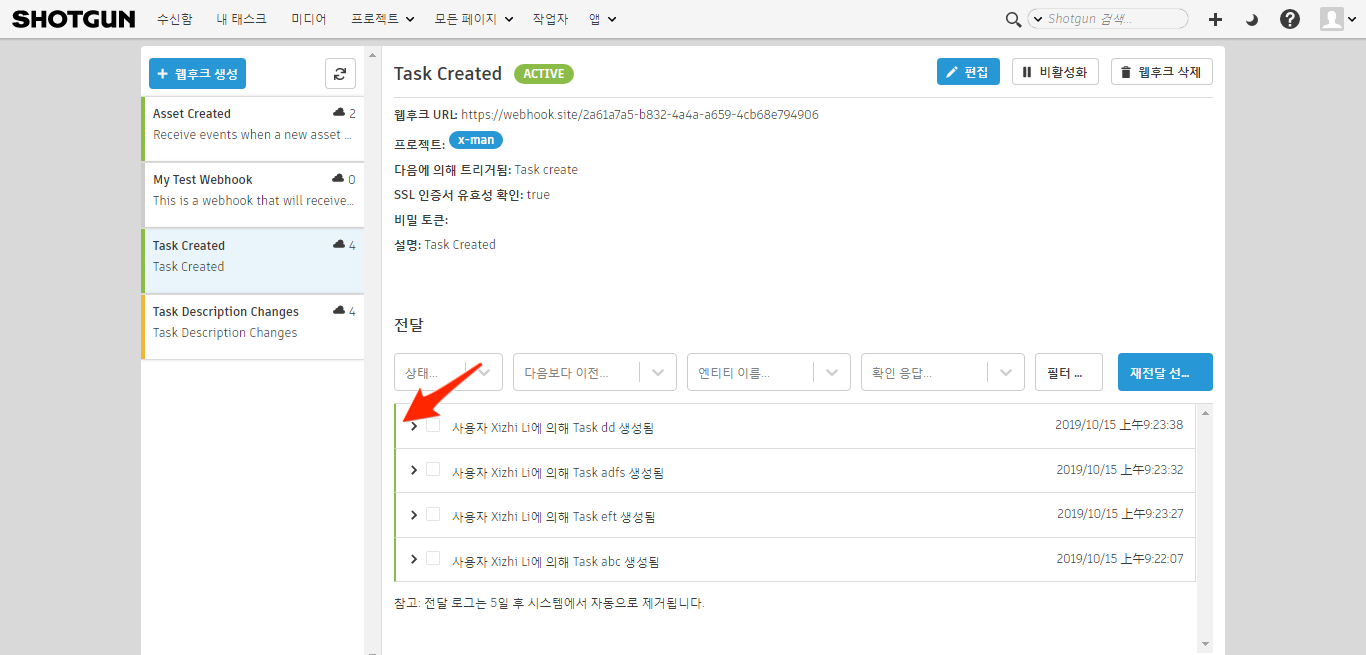 SHOTGUN 수신함 내 태스크 미디어 프로젝트 모든 페이지 작업자 앱 Shotgun 검색...
+ 웹후크 생성
Asset Created 2
Receive events when a new asset ...
My Test Webhook 0
This is a webhook that will receive...
Task Created 4
Task Created
Task Description Changes 4
Task Description Changes
Task Created ACTIVE 편집 비활성화 웹후크 삭제
웹후크 URL: https://webhook.site/2a61a7a5-b832-4a4a-a659-4cb68e794906
프로젝트: x-man
다음에 의해 트리거됨: Task create
SSL 인증서 유효성 확인: true
비밀 토큰:
설명: Task Created
전달
상태... 다음보다 이전... 엔티티 이름... 확인 응답... 필터 ... 재전달 선...
사용자 Xizhi Li에 의해 Task dd 생성됨 2019/10/15 上午9:23:38
사용자 Xizhi Li에 의해 Task adfs 생성됨 2019/10/15 上午9:23:32
사용자 Xizhi Li에 의해 Task eft 생성됨 2019/10/15 上午9:23:27
사용자 Xizhi Li에 의해 Task abc 생성됨 2019/10/15 上午9:22:07
참고: 전달 로그는 5일 후 시스템에서 자동으로 제거됩니다.